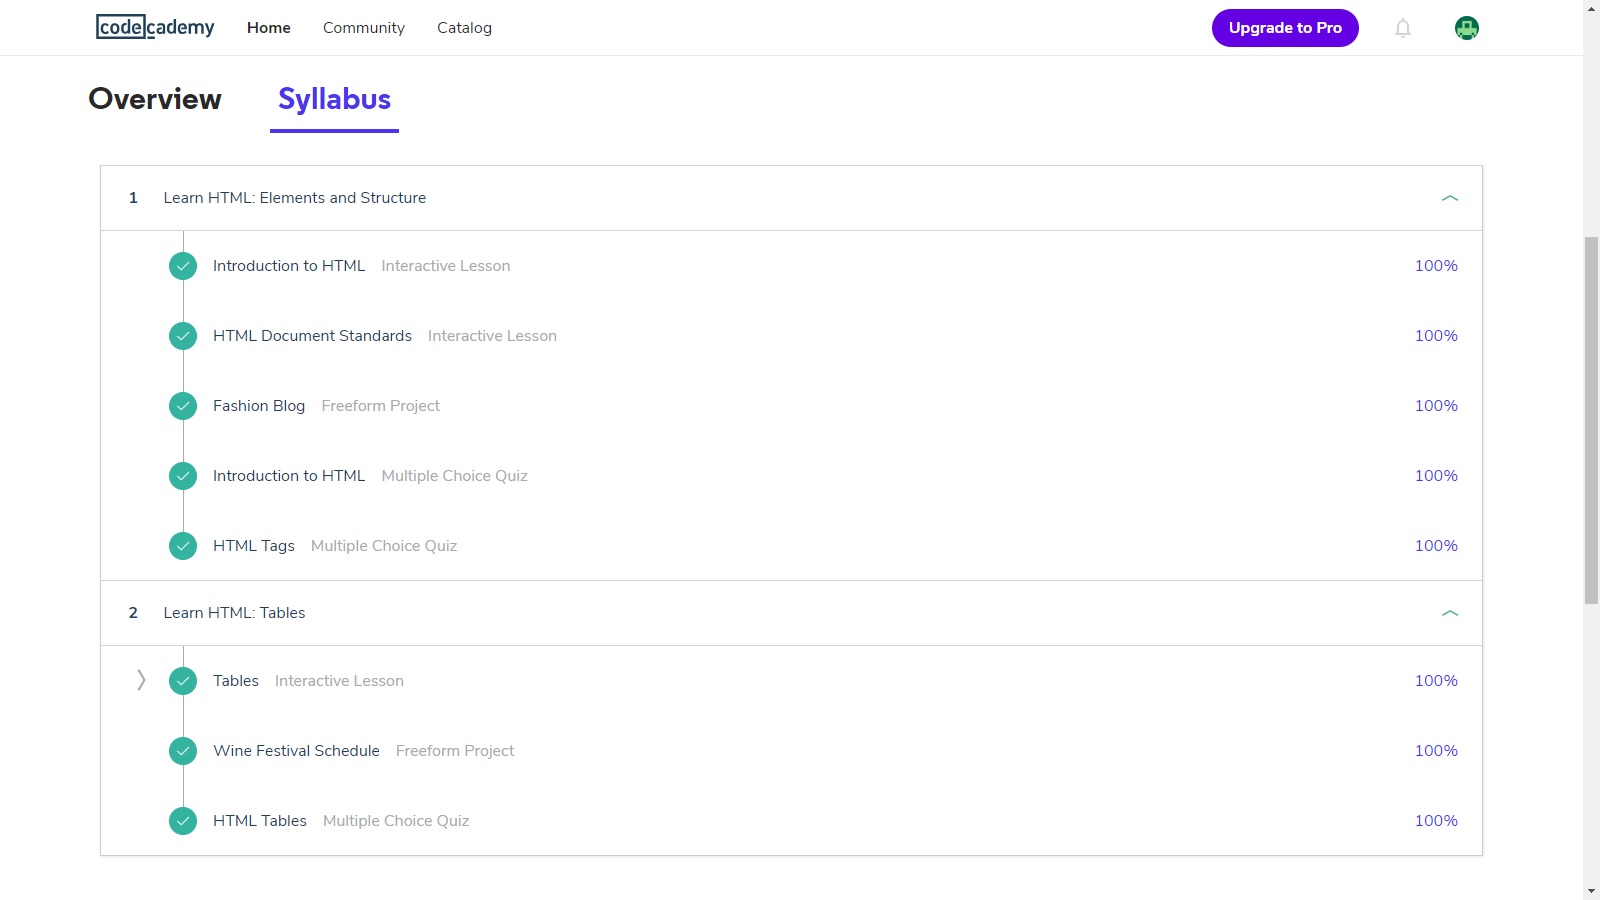 codecademy Home Community Catalog Upgrade to Pro
Overview Syllabus
1 Learn HTML: Elements and Structure
Introduction to HTML Interactive Lesson 100%
HTML Document Standards Interactive Lesson 100%
Fashion Blog Freeform Project 100%
Introduction to HTML Multiple Choice Quiz 100%
HTML Tags Multiple Choice Quiz 100%
2 Learn HTML: Tables
Tables Interactive Lesson 100%
Wine Festival Schedule Freeform Project 100%
HTML Tables Multiple Choice Quiz 100%